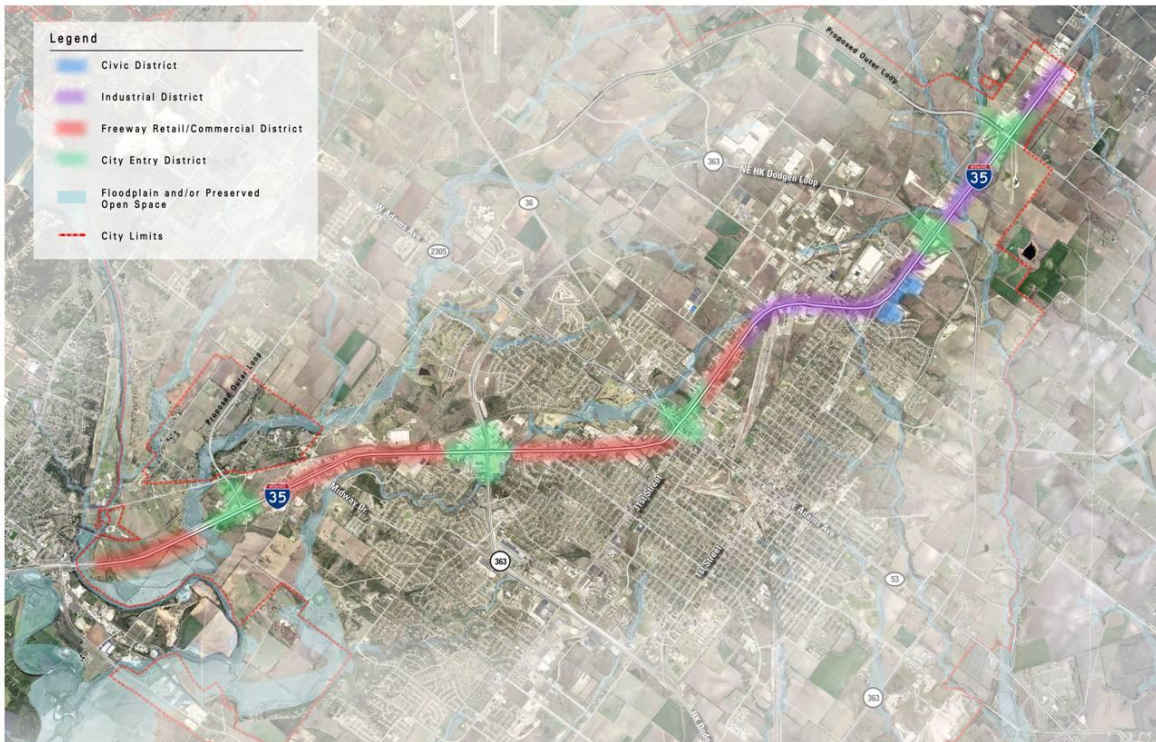 Legend
Civic District
Industrial District
Freeway Retail/Commercial District
City Entry District
Floodplain and/or Preserved
Open Space
City Limits
Proposed Outer Loop
363
NE HK Dodgen Loop
35
36
W Adams Ave
2305
Proposed Outer Loop
35
Midway Dr.
31st Street
E Adams Ave
1st Street
363
53
363
HK Dodgen